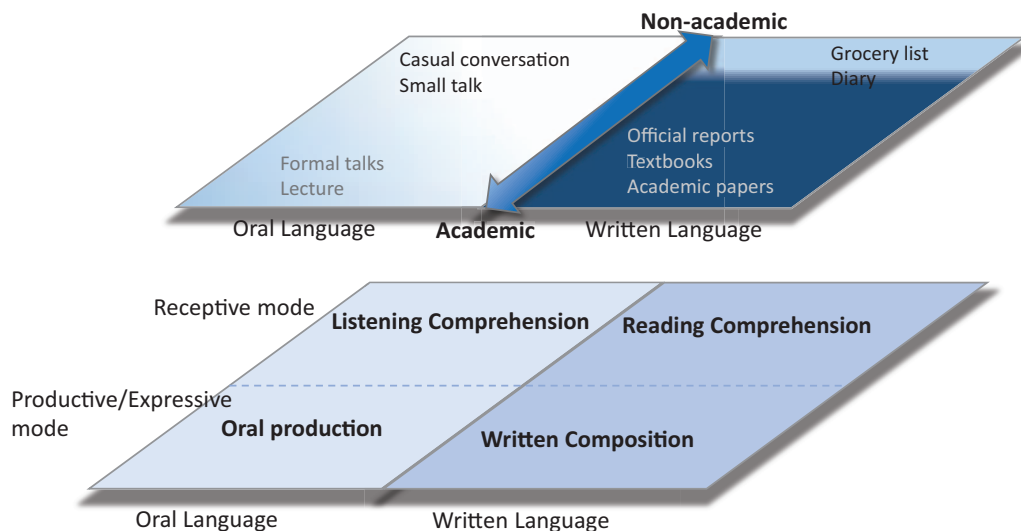 Non-academic
Casual conversation
Small talk
Grocery list
Diary
Formal talks
Lecture
Official reports
Textbooks
Academic papers
Oral Language
Academic
Written Language
Receptive mode
Listening Comprehension
Reading Comprehension
Productive/Expressive
mode
Oral production
Written Composition
Oral Language
Written Language